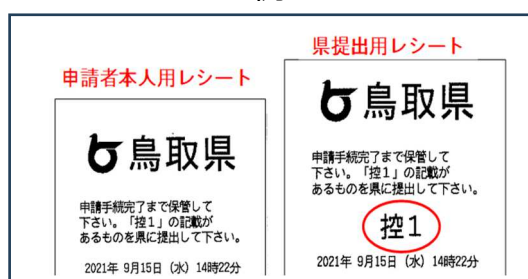 申請者本人用レシート
鳥取県
申請手続完了まで保管して
下さい。「控1」の記載が
あるものを県に提出して下さい。
2021年 9月15日（水）14時22分
県提出用レシート
鳥取県
申請手続完了まで保管して
下さい。「控1」の記載が
あるものを県に提出して下さい。
控1
2021年 9月15日（水）14時22分